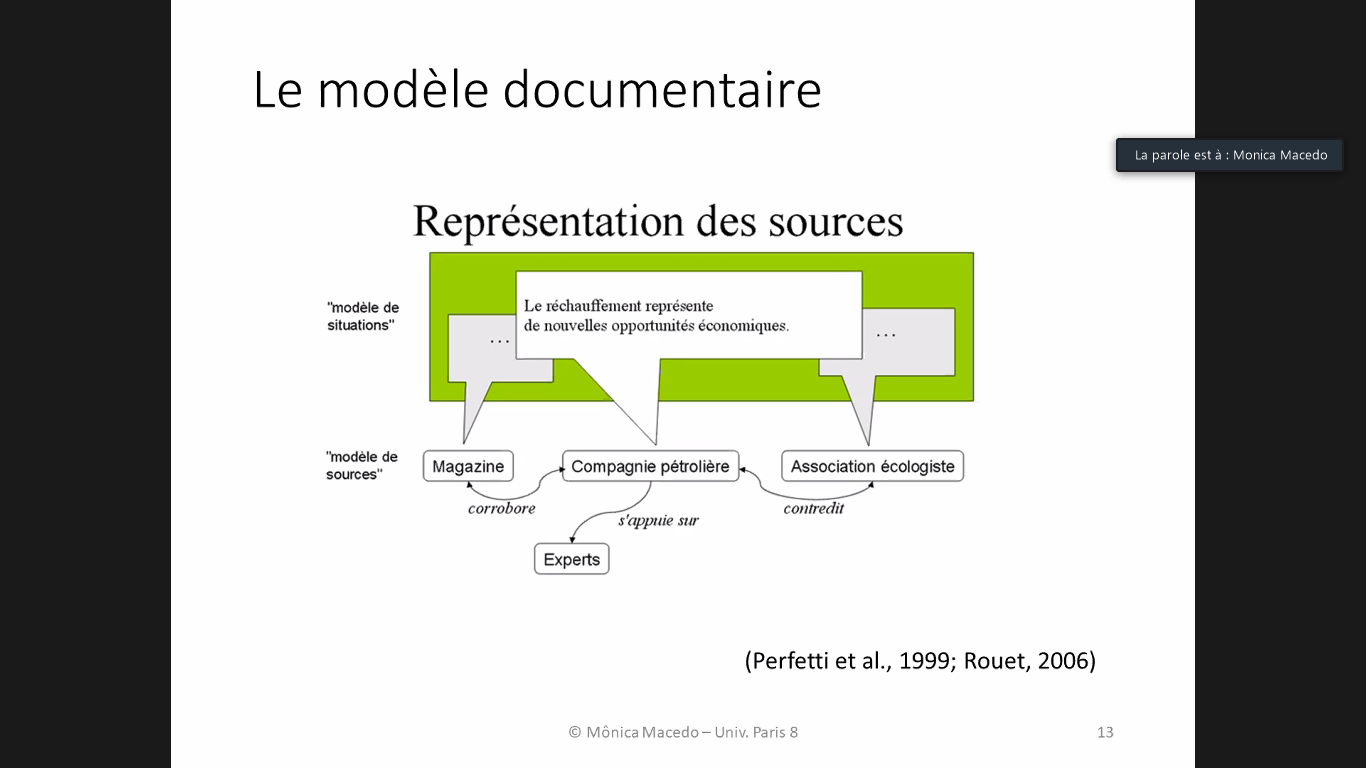 Le modèle documentaire
La parole est à : Monica Macedo
Représentation des sources
"modèle de
situations"
...
Le réchauffement représente
de nouvelles opportunités économiques.
...
"modèle de
sources"
Magazine
Compagnie pétrolière
Association écologiste
corrobore
s'appuie sur
contredit
Experts
(Perfetti et al., 1999; Rouet, 2006)
© Mônica Macedo – Univ. Paris 8
13